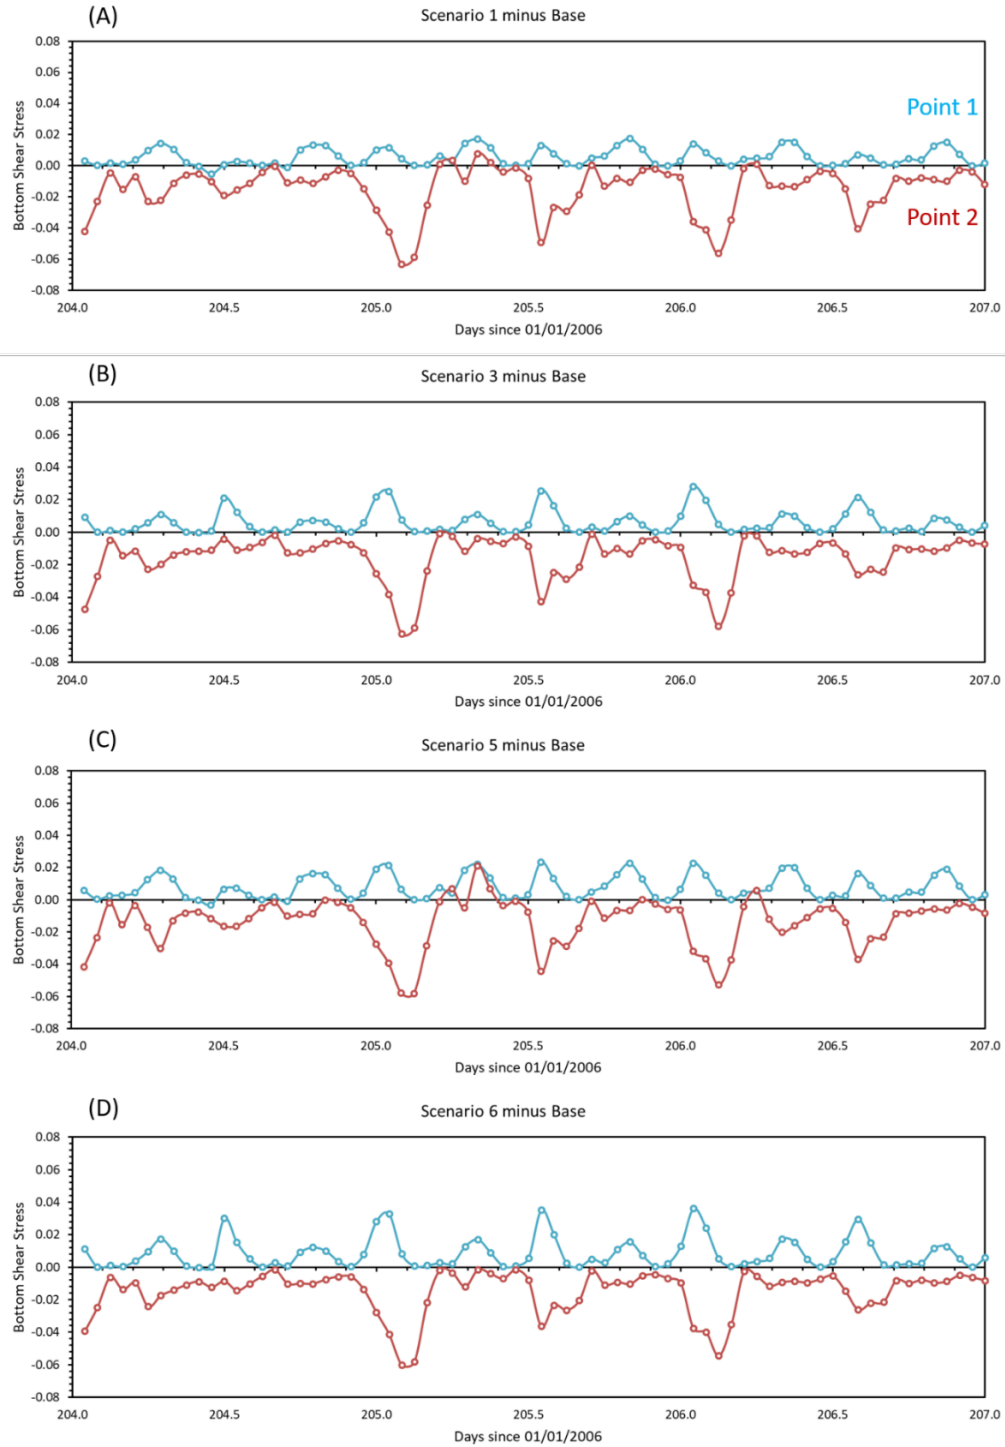 (A)
Scenario 1 minus Base
0.08
0.06
0.04
0.02
0.00
-0.02
-0.04
-0.06
-0.08
Bottom Shear Stress
Point 1
Point 2
204.0 204.5 205.0 205.5 206.0 206.5 207.0
Days since 01/01/2006
(B)
Scenario 3 minus Base
0.08
0.06
0.04
0.02
0.00
-0.02
-0.04
-0.06
-0.08
Bottom Shear Stress
204.0 204.5 205.0 205.5 206.0 206.5 207.0
Days since 01/01/2006
(C)
Scenario 5 minus Base
0.08
0.06
0.04
0.02
0.00
-0.02
-0.04
-0.06
-0.08
Bottom Shear Stress
204.0 204.5 205.0 205.5 206.0 206.5 207.0
Days since 01/01/2006
(D)
Scenario 6 minus Base
0.08
0.06
0.04
0.02
0.00
-0.02
-0.04
-0.06
-0.08
Bottom Shear Stress
204.0 204.5 205.0 205.5 206.0 206.5 207.0
Days since 01/01/2006